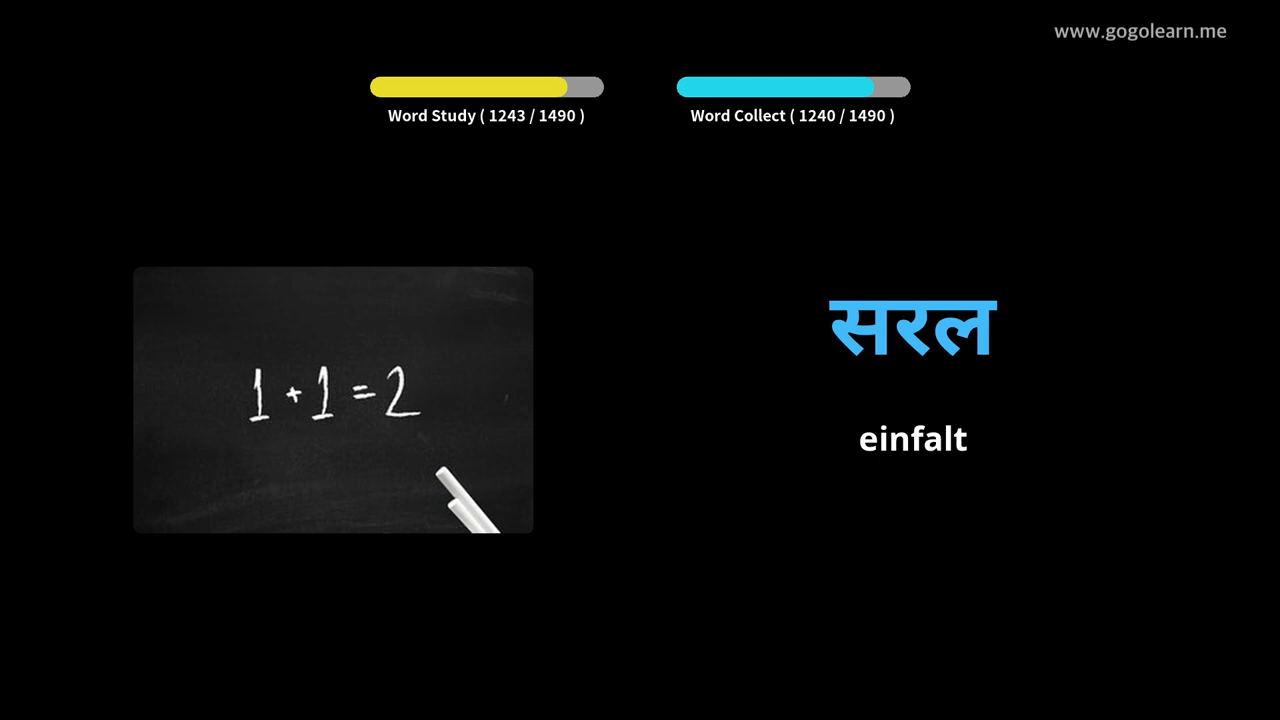 www.gogolearn.me
Word Study ( 1243 / 1490 )
Word Collect ( 1240 / 1490 )
1 + 1 = 2
सरल
einfalt